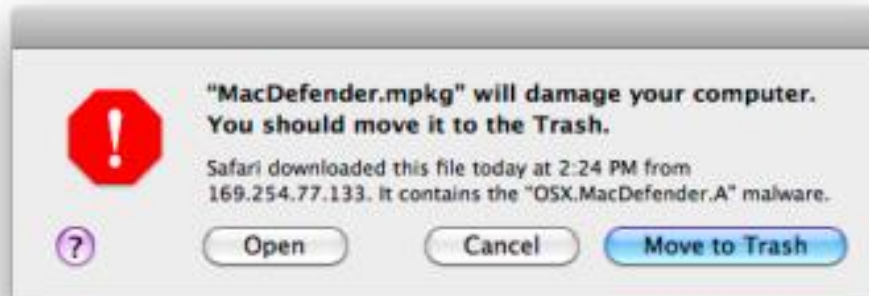 "MacDefender.mpkg" will damage your computer.
You should move it to the Trash.
Safari downloaded this file today at 2:24 PM from
169.254.77.133. It contains the "OSX.MacDefender.A" malware.
? Open Cancel Move to Trash